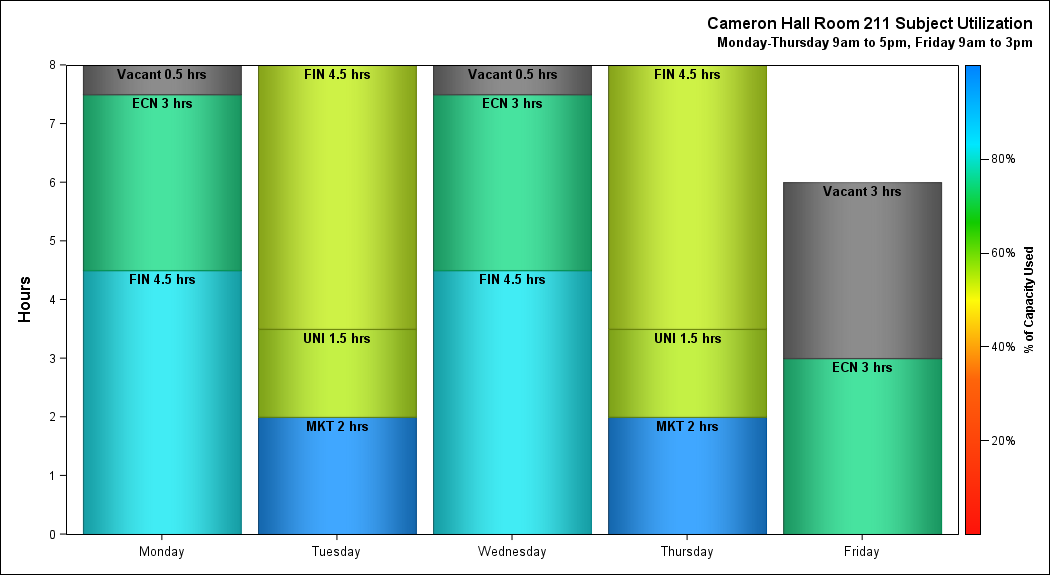 Cameron Hall Room 211 Subject Utilization
Monday-Thursday 9am to 5pm, Friday 9am to 3pm
Hours
8
7
6
5
4
3
2
1
0
Vacant 0.5 hrs
ECN 3 hrs
FIN 4.5 hrs
Monday
FIN 4.5 hrs
UNI 1.5 hrs
MKT 2 hrs
Tuesday
Vacant 0.5 hrs
ECN 3 hrs
FIN 4.5 hrs
Wednesday
FIN 4.5 hrs
UNI 1.5 hrs
MKT 2 hrs
Thursday
Vacant 3 hrs
ECN 3 hrs
Friday
80%
60%
40%
20%
% of Capacity Used